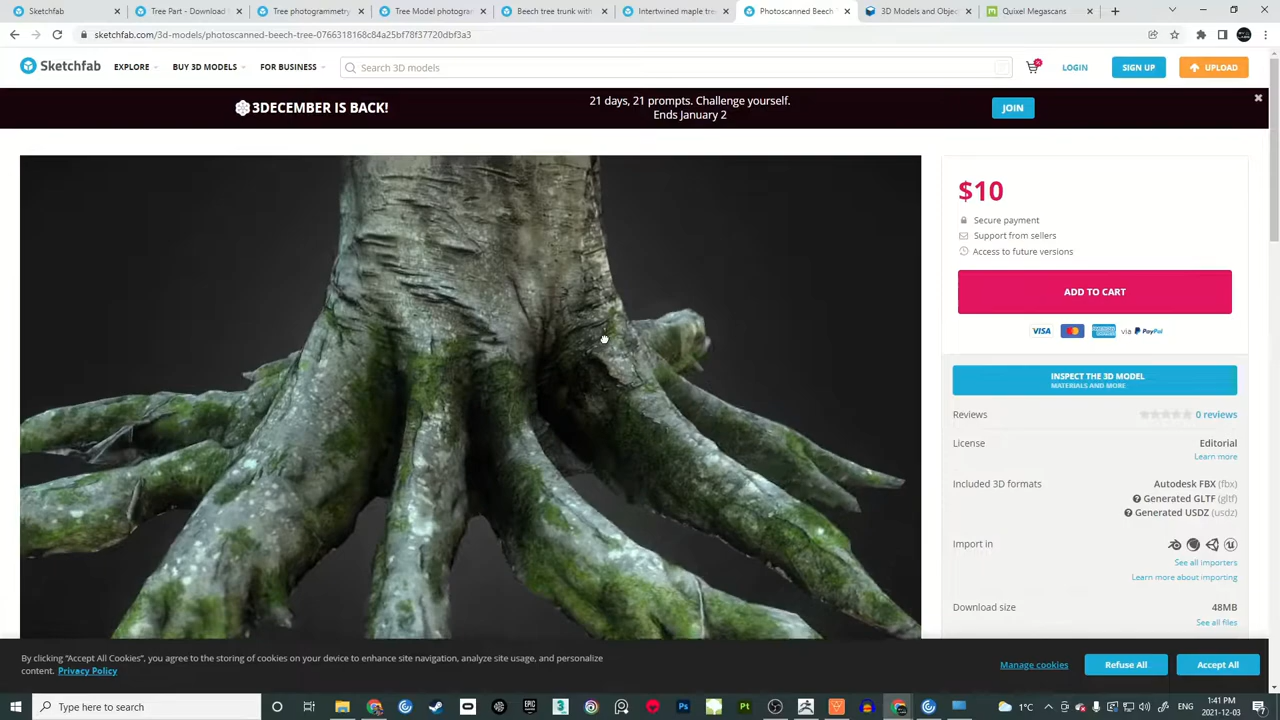 Sketchfab
Tree Part - Download
Tree photogrammetry
Tree Model photogra
Beech tree trunk with
Intertwined maple tre
Photoscanned Beech
3D Models and Objec
Quixel Megascans
sketchfab.com/3d-models/photoscanned-beech-tree-0766318168c84a25bf78f37720dbf3a3
Sketchfab
EXPLORE
BUY 3D MODELS
FOR BUSINESS
Search 3D models
LOGIN
SIGN UP
UPLOAD
3DECEMBER IS BACK!
21 days, 21 prompts. Challenge yourself.
Ends January 2
JOIN
$10
Secure payment
Support from sellers
Access to future versions
ADD TO CART
VISA
via PayPal
INSPECT THE 3D MODEL
MATERIALS AND MORE
Reviews 0 reviews
License Editorial
Learn more
Included 3D formats Autodesk FBX (fbx)
Generated GLTF (gltf)
Generated USDZ (usdz)
Import in
See all importers
Learn more about importing
Download size 48MB
See all files
By clicking “Accept All Cookies”, you agree to the storing of cookies on your device to enhance site navigation, analyze site usage, and personalize
content. Privacy Policy
Manage cookies
Refuse All
Accept All
Type here to search
EPIC
3
Ps
Pt
1°C
ENG
1:41 PM
2021-12-03